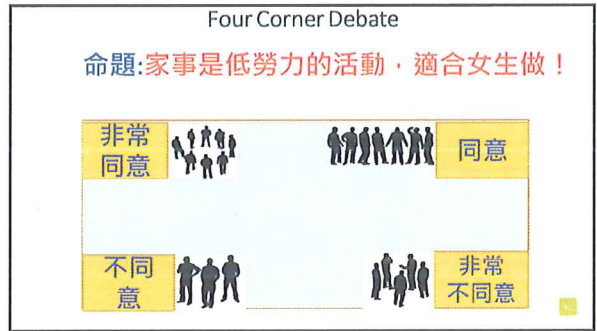 Four Corner Debate
命題:家事是低勞力的活動，適合女生做！
非常
同意
同意
不同
意
非常
不同意